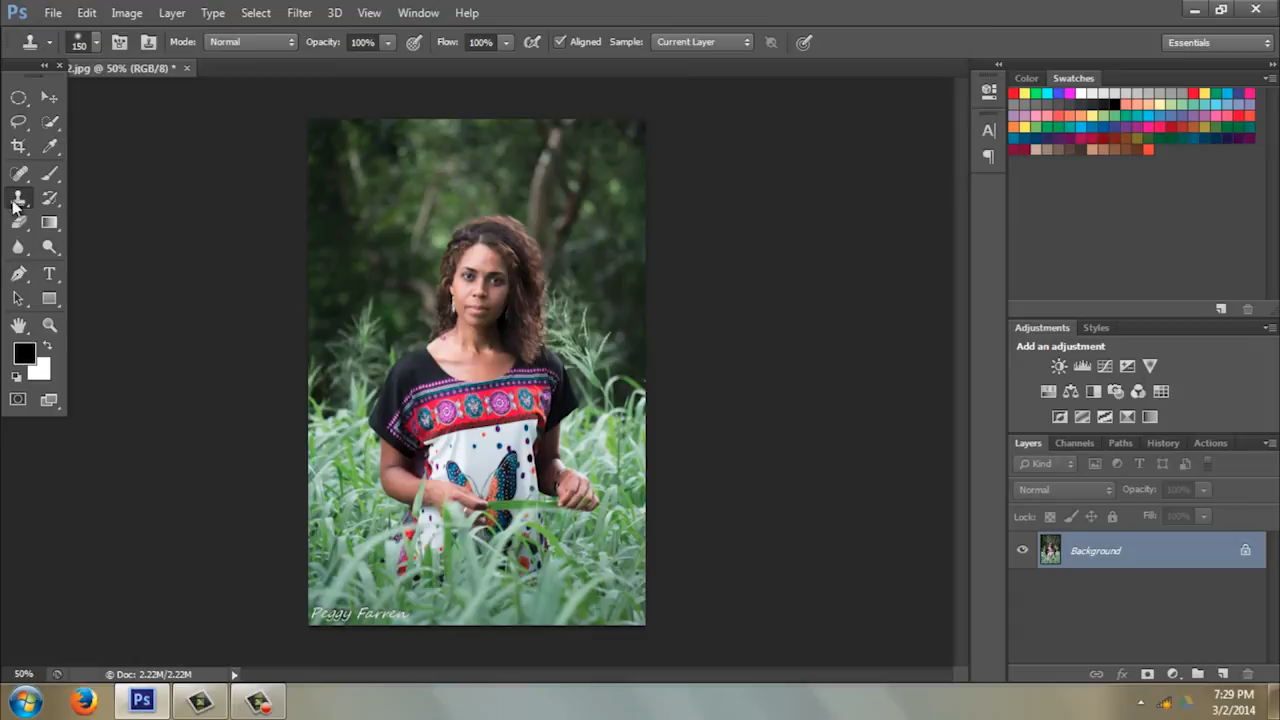 Ps File Edit Image Layer Type Select Filter 3D View Window Help
150 Mode: Normal Opacity: 100% Flow: 100% Aligned Sample: Current Layer Essentials
2.jpg @ 50% (RGB/8) *
Color Swatches
Adjustments Styles
Add an adjustment
Layers Channels Paths History Actions
Kind
Normal Opacity: 100%
Lock: Fill: 100%
Background
Peggy Farren
50% Doc: 2.22M/2.22M
Ps
7:29 PM
3/2/2014